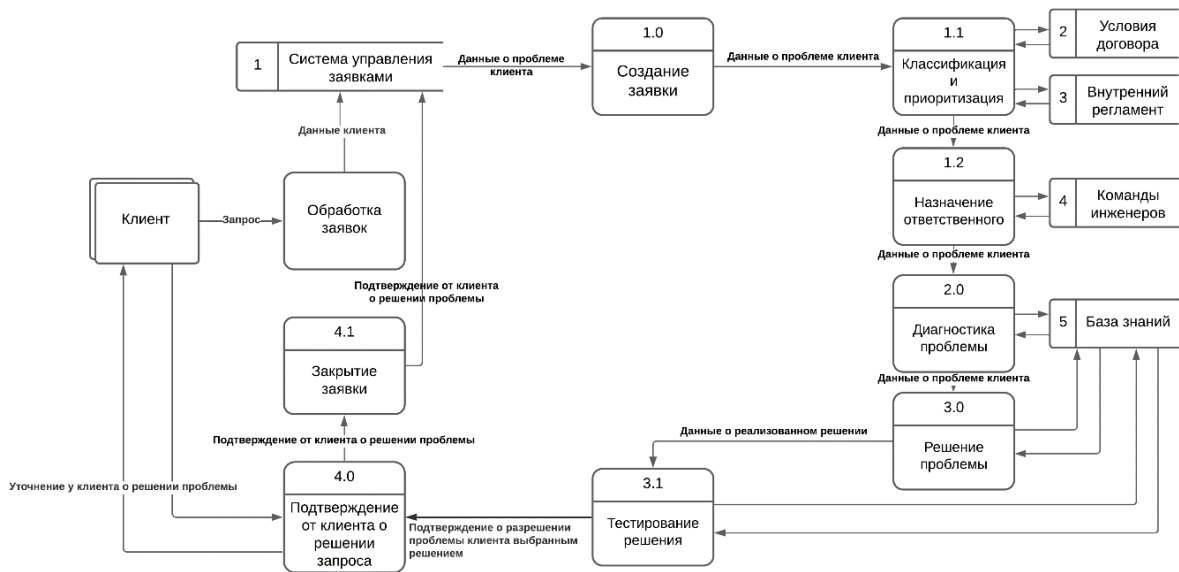 1
Система управления
заявками
Данные о проблеме
клиента
1.0
Создание
заявки
Данные о проблеме клиента
1.1
Классификация
и
приоритизация
2
Условия
договора
3
Внутренний
регламент
Данные о проблеме клиента
Данные клиента
1.2
Назначение
ответственного
4
Команды
инженеров
Клиент
Запрос
Обработка
заявок
Данные о проблеме клиента
2.0
Диагностика
проблемы
5
База знаний
Подтверждение от клиента
о решении проблемы
4.1
Закрытие
заявки
Данные о проблеме клиента
3.0
Решение
проблемы
Данные о реализованном решении
Подтверждение от клиента о решении проблемы
3.1
Тестирование
решения
4.0
Подтверждение
от клиента о
решении
запроса
Уточнение у клиента о решении проблемы
Подтверждение о разрешении
проблемы клиента выбранным
решением